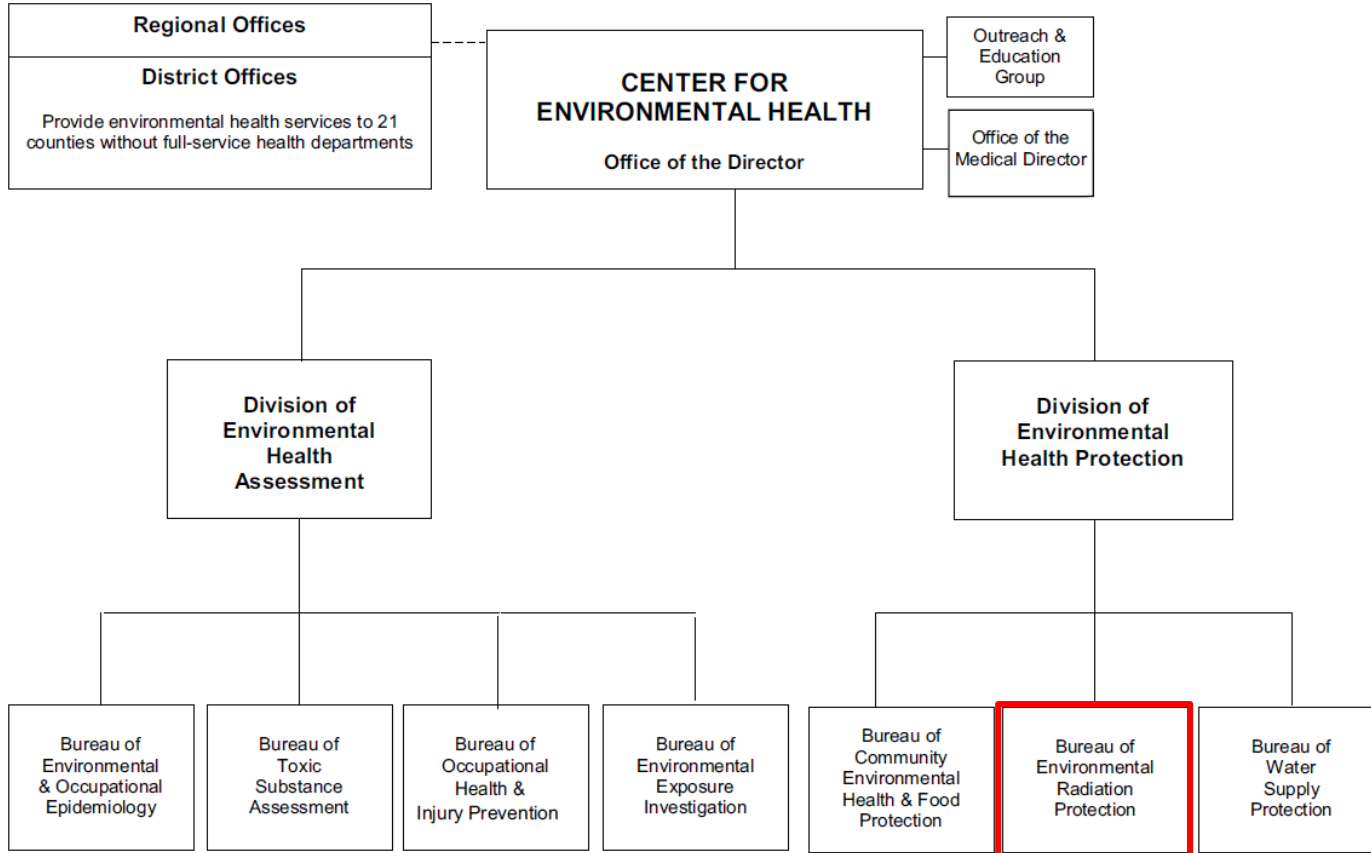 Regional Offices
District Offices
Provide environmental health services to 21
counties without full-service health departments
CENTER FOR
ENVIRONMENTAL HEALTH
Office of the Director
Outreach &
Education
Group
Office of the
Medical Director
Division of
Environmental
Health
Assessment
Division of
Environmental
Health Protection
Bureau of
Environmental
& Occupational
Epidemiology
Bureau of
Toxic
Substance
Assessment
Bureau of
Occupational
Health &
Injury Prevention
Bureau of
Environmental
Exposure
Investigation
Bureau of
Community
Environmental
Health & Food
Protection
Bureau of
Environmental
Radiation
Protection
Bureau of
Water
Supply
Protection